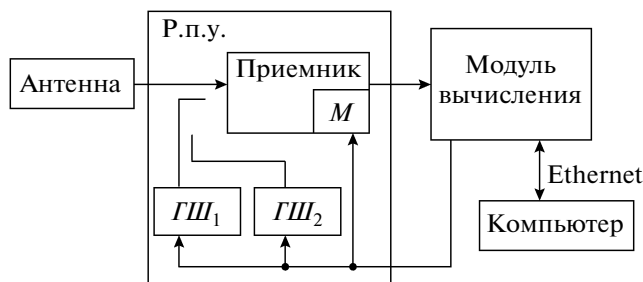 Р.п.у.
Антенна
Приемник
М
Модуль
вычисления
ГШ₁
ГШ₂
Ethernet
Компьютер